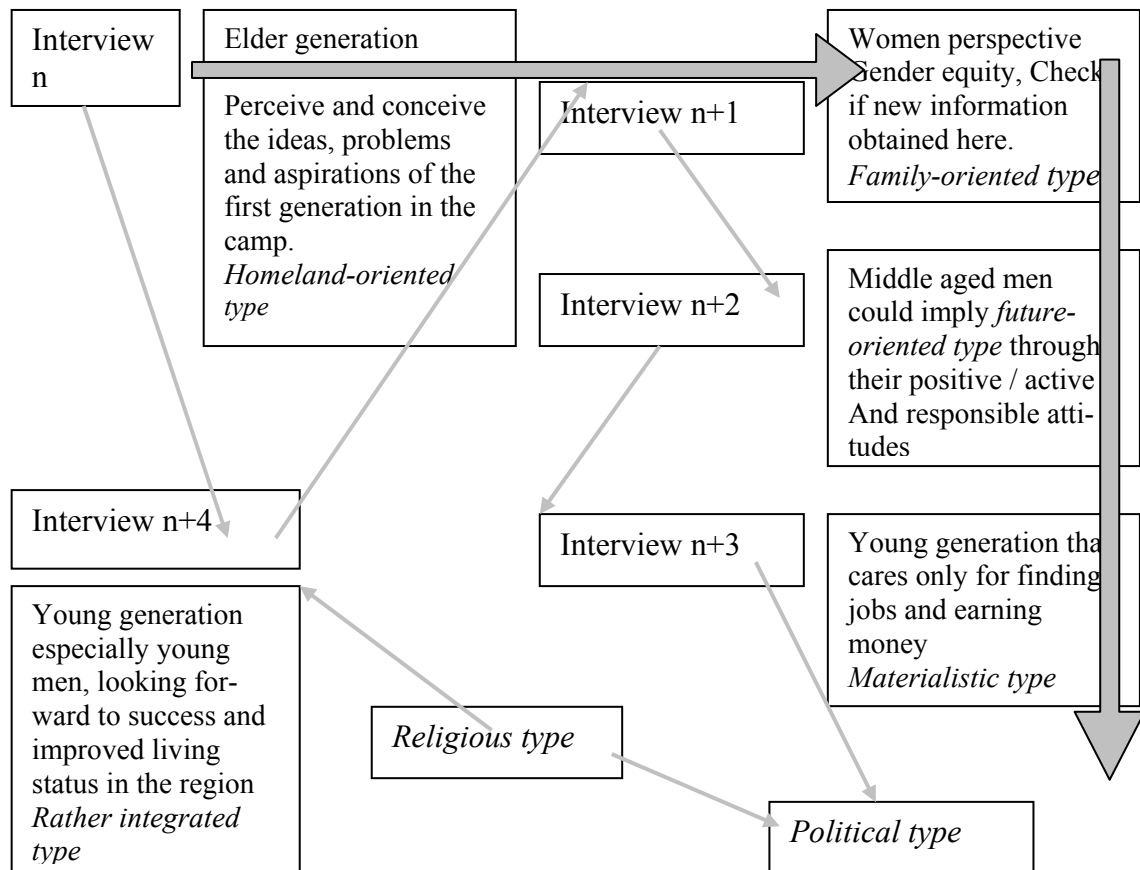 Interview
n
Elder generation
Perceive and conceive
the ideas, problems
and aspirations of the
first generation in the
camp.
Homeland-oriented
type
Women perspective
Gender equity, Check
if new information
obtained here.
Family-oriented type
Interview n+1
Interview n+2
Middle aged men
could imply future-
oriented type through
their positive / active
And responsible atti-
tudes
Interview n+4
Interview n+3
Young generation tha
cares only for finding
jobs and earning
money
Materialistic type
Young generation
especially young
men, looking for-
ward to success and
improved living
status in the region
Rather integrated
type
Religious type
Political type